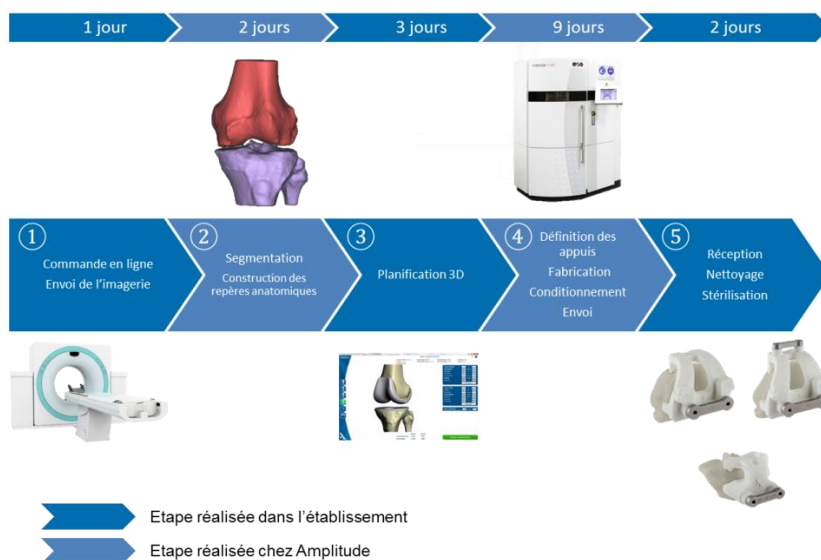 1 jour
2 jours
3 jours
9 jours
2 jours
1
Commande en ligne
Envoi de l'imagerie
2
Segmentation
Construction des
repères anatomiques
3
Planification 3D
4
Définition des
appuis
Fabrication
Conditionnement
Envoi
5
Réception
Nettoyage
Stérilisation
Etape réalisée dans l'établissement
Etape réalisée chez Amplitude